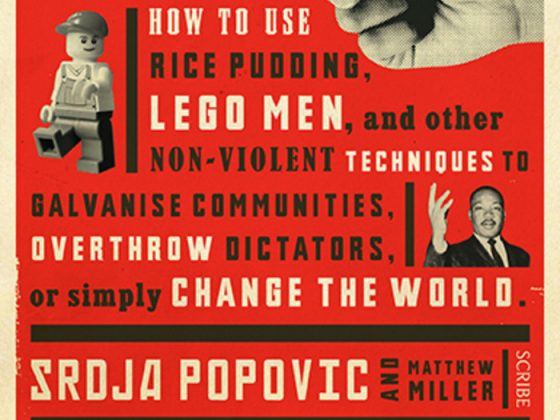 HOW TO USE
RICE PUDDING,
LEGO MEN, and other
NON-VIOLENT TECHNIQUES TO
GALVANISE COMMUNITIES,
OVERTHROW DICTATORS,
or simply CHANGE THE WORLD.
SRDJA POPOVIC AND MATTHEW MILLER
SCRIBE